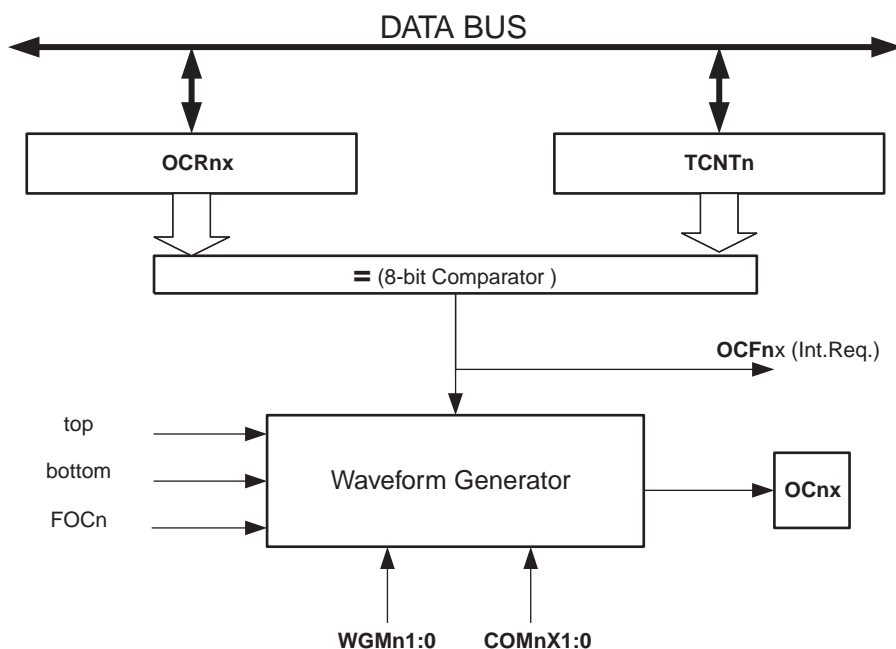 DATA BUS
OCRnx
TCNTn
= (8-bit Comparator )
OCFnx (Int.Req.)
top
bottom
FOCn
Waveform Generator
OCnx
WGMn1:0
COMnX1:0